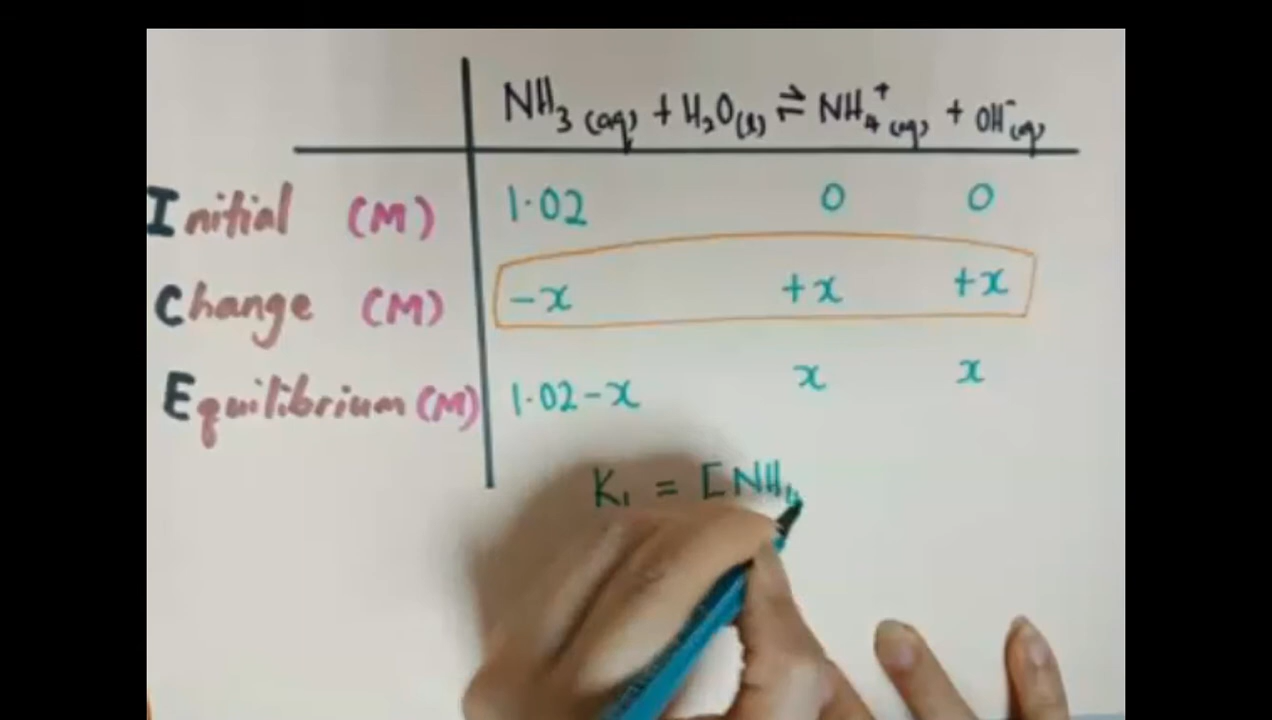 NH₃ (aq) + H₂O(l) ⇌ NH₄⁺ (aq) + OH⁻ (aq)
Initial (M) 1.02 0 0
Change (M) -x +x +x
Equilibrium (M) 1.02-x x x
K₁ = [NH₄